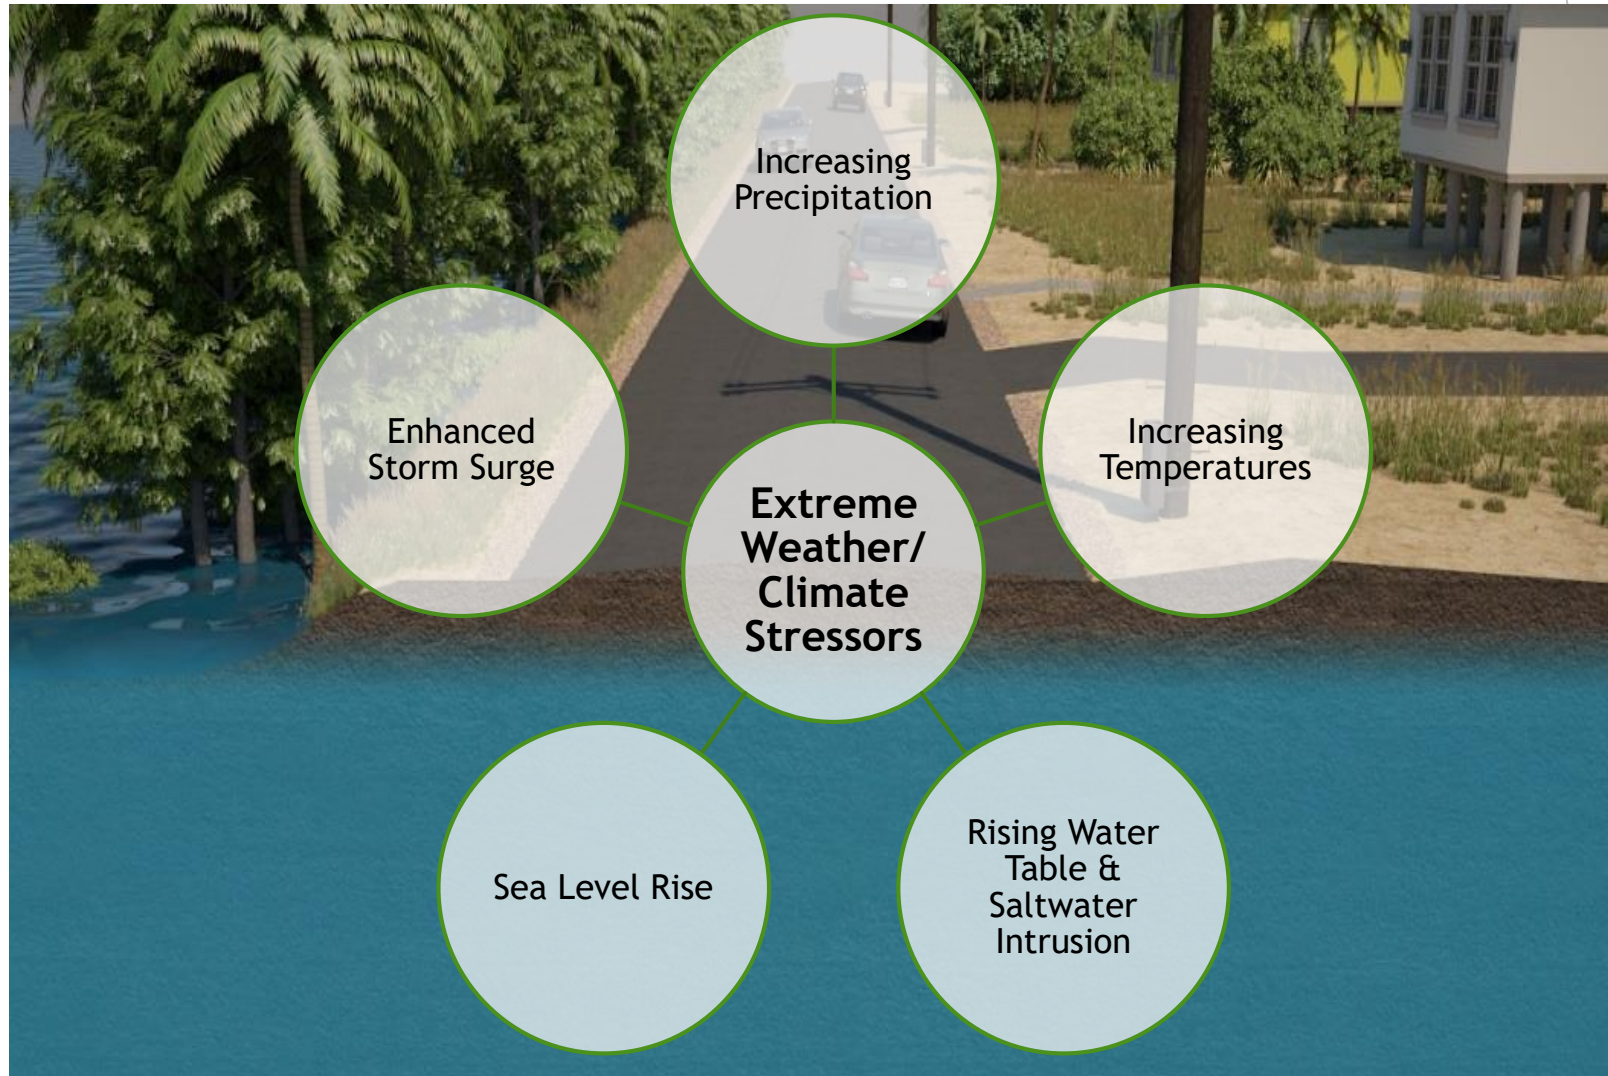 Increasing
Precipitation
Enhanced
Storm Surge
Increasing
Temperatures
Extreme
Weather/
Climate
Stressors
Sea Level Rise
Rising Water
Table &
Saltwater
Intrusion